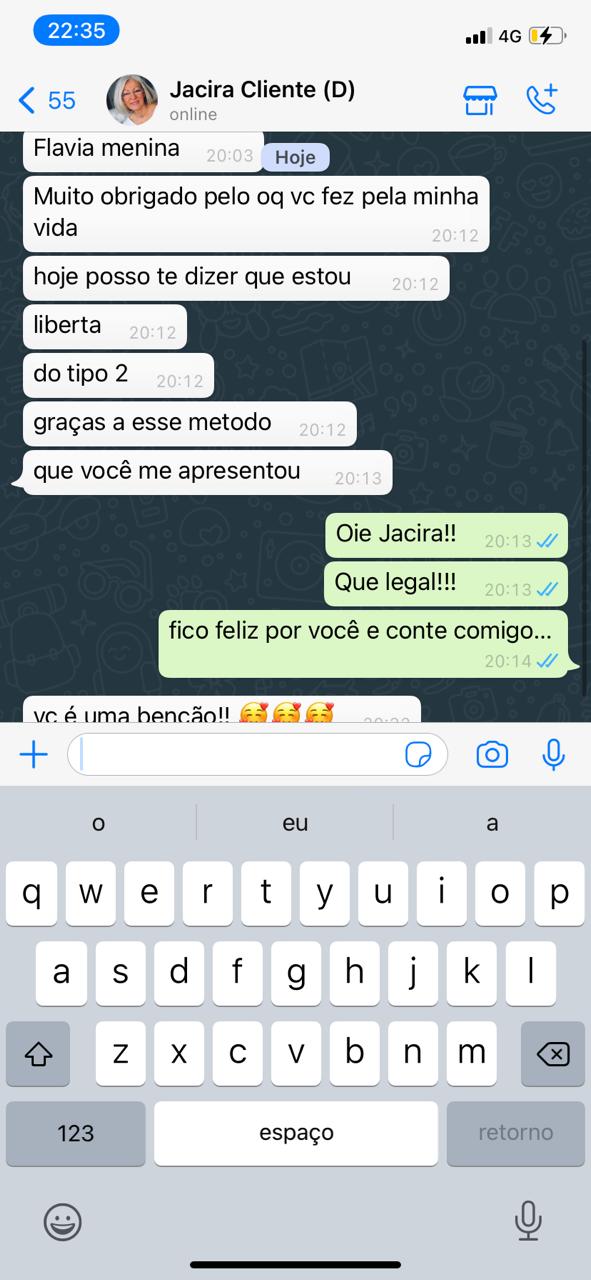 22:35
4G
55
Jacira Cliente (D)
online
Flavia menina 20:03
Hoje
Muito obrigado pelo oq vc fez pela minha
vida 20:12
hoje posso te dizer que estou 20:12
liberta 20:12
do tipo 2 20:12
graças a esse metodo 20:12
que você me apresentou 20:13
Oie Jacira!! 20:13
Que legal!!! 20:13
fico feliz por você e conte comigo...
20:14
vc é uma benção!! 🥰🥰🥰
o eu a
q w e r t y u i o p
a s d f g h j k l
z x c v b n m
123 espaço retorno